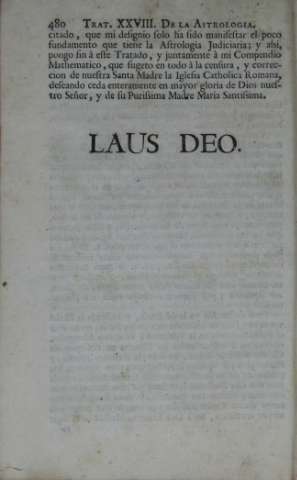 480 TRAT. XXVIII. DE LA ASTROLOGIA,
citado, que mi designio solo ha sido manifestar el poco
fundamento que tiene la Astrologia Judiciaria; y ahi,
pongo fin à este Tratado, y juntamente à mi Compendio
Mathematico, que sugeto en todo à la censura, y correc-
cion de nuestra Santa Madre la Iglesia Catholica Romana,
deseando ceda enteramente en mayor gloria de Dios nues-
tro Señor, y de su Purissima Madre Maria Santissima.
LAUS DEO.